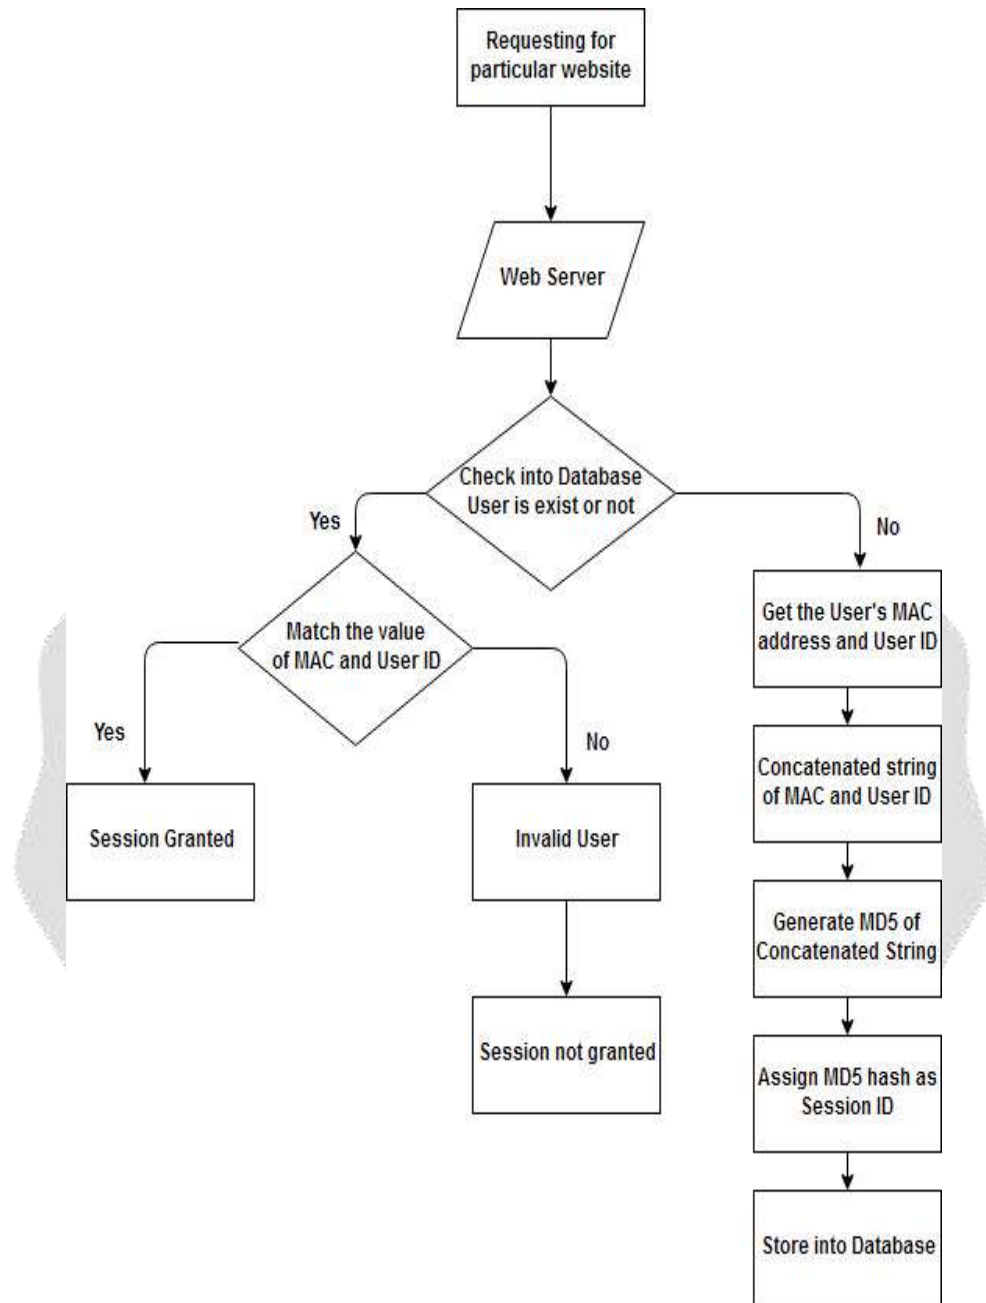 Requesting for
particular website
Web Server
Check into Database
User is exist or not
Yes
No
Match the value
of MAC and User ID
Get the User's MAC
address and User ID
Yes
No
Concatenated string
of MAC and User ID
Session Granted
Invalid User
Generate MD5 of
Concatenated String
Session not granted
Assign MD5 hash as
Session ID
Store into Database